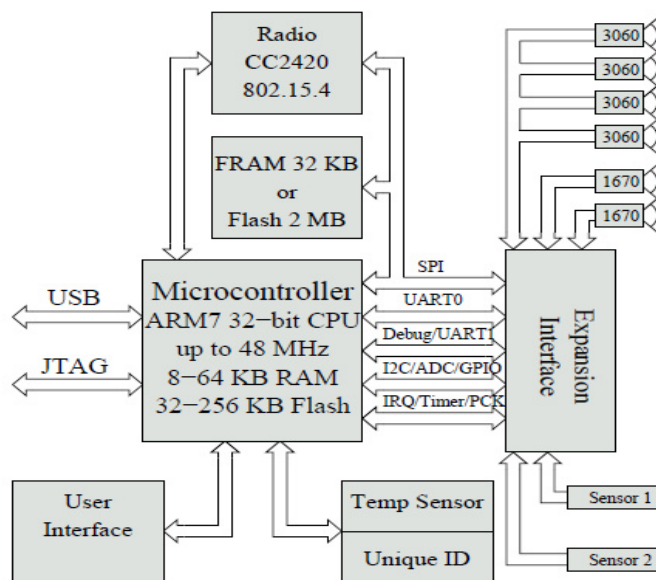 Radio
CC2420
802.15.4
3060
3060
3060
3060
1670
1670
FRAM 32 KB
or
Flash 2 MB
SPI
UART0
Debug/UART1
I2C/ADC/GPIO
IRQ/Timer/PCK
Microcontroller
ARM7 32-bit CPU
up to 48 MHz
8-64 KB RAM
32-256 KB Flash
USB
JTAG
Expansion
Interface
User
Interface
Temp Sensor
Unique ID
Sensor 1
Sensor 2